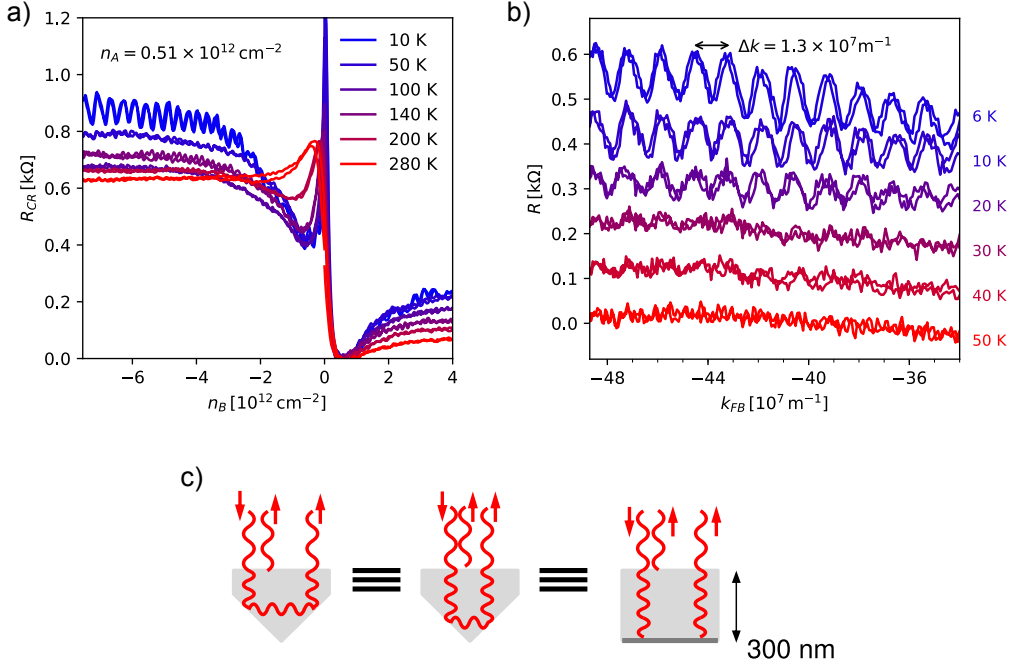 a)
1.2
1.0
0.8
0.6
0.4
0.2
0.0
R_CR [kΩ]
n_A = 0.51 × 10^12 cm^−2
10 K
50 K
100 K
140 K
200 K
280 K
−6 −4 −2 0 2 4
n_B [10^12 cm^−2]
b)
0.6
0.5
0.4
0.3
0.2
0.1
0.0
R [kΩ]
Δk = 1.3 × 10^7 m^−1
6 K
10 K
20 K
30 K
40 K
50 K
−48 −44 −40 −36
k_FB [10^7 m^−1]
c)
300 nm